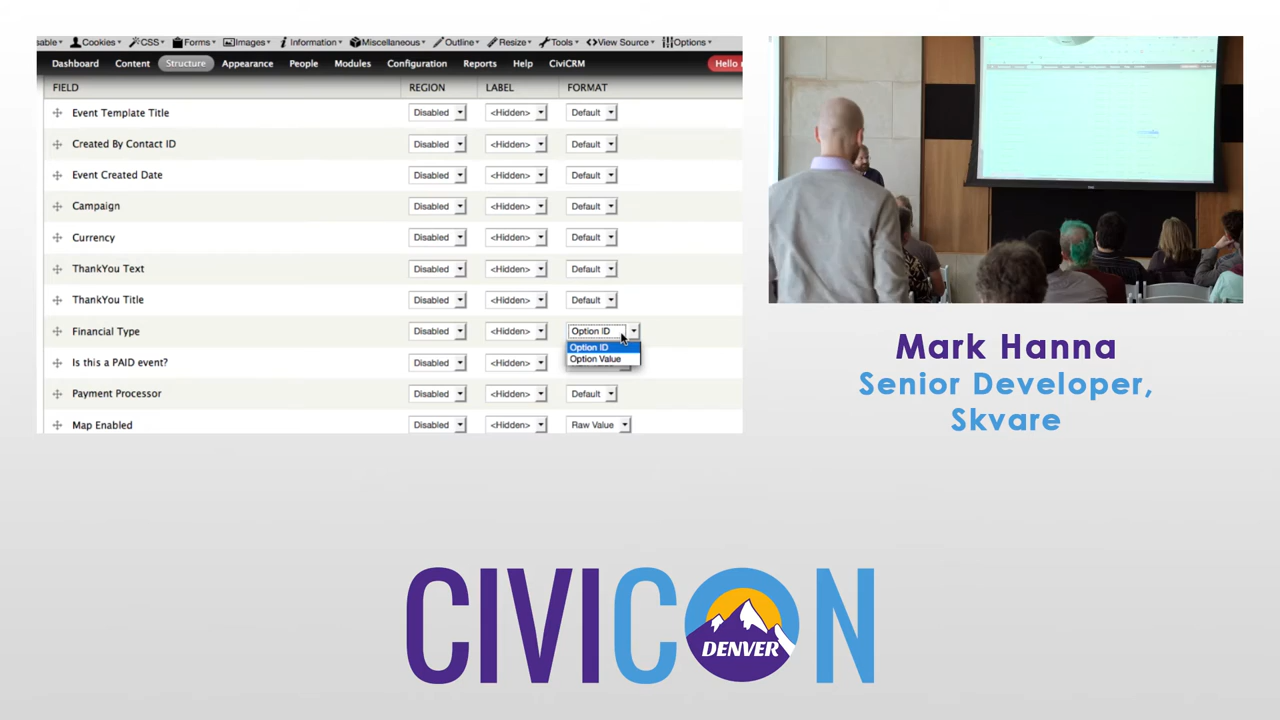 sable▾ Cookies▾ CSS▾ Forms▾ Images▾ Information▾ Miscellaneous▾ Outline▾ Resize▾ Tools▾ View Source▾ Options▾
Dashboard Content Structure Appearance People Modules Configuration Reports Help CiviCRM Hello
FIELD REGION LABEL FORMAT
Event Template Title Disabled <Hidden> Default
Created By Contact ID Disabled <Hidden> Default
Event Created Date Disabled <Hidden> Default
Campaign Disabled <Hidden> Default
Currency Disabled <Hidden> Default
ThankYou Text Disabled <Hidden> Default
ThankYou Title Disabled <Hidden> Default
Financial Type Disabled <Hidden> Option ID
Option ID
Option Value
Is this a PAID event? Disabled <Hidden>
Payment Processor Disabled <Hidden> Default
Map Enabled Disabled <Hidden> Raw Value
Mark Hanna
Senior Developer,
Skvare
CIVICON
DENVER